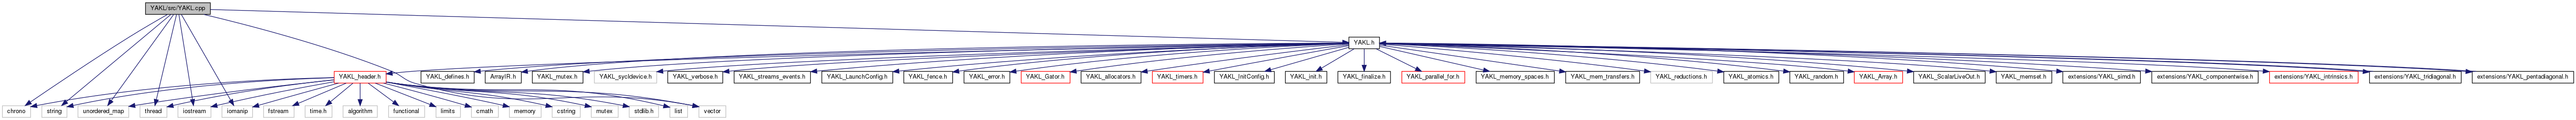 YAKL/src/YAKL.cpp
YAKL.h
YAKL_header.h
YAKL_defines.h
ArrayIR.h
YAKL_mutex.h
YAKL_sycldevice.h
YAKL_verbose.h
YAKL_streams_events.h
YAKL_LaunchConfig.h
YAKL_fence.h
YAKL_error.h
YAKL_Gator.h
YAKL_allocators.h
YAKL_timers.h
YAKL_InitConfig.h
YAKL_init.h
YAKL_finalize.h
YAKL_parallel_for.h
YAKL_memory_spaces.h
YAKL_mem_transfers.h
YAKL_reductions.h
YAKL_atomics.h
YAKL_random.h
YAKL_Array.h
YAKL_ScalarLiveOut.h
YAKL_memset.h
extensions/YAKL_simd.h
extensions/YAKL_componentwise.h
extensions/YAKL_intrinsics.h
extensions/YAKL_tridiagonal.h
extensions/YAKL_pentadiagonal.h
chrono
string
unordered_map
thread
iostream
iomanip
fstream
time.h
algorithm
functional
limits
cmath
memory
cstring
mutex
stdlib.h
list
vector